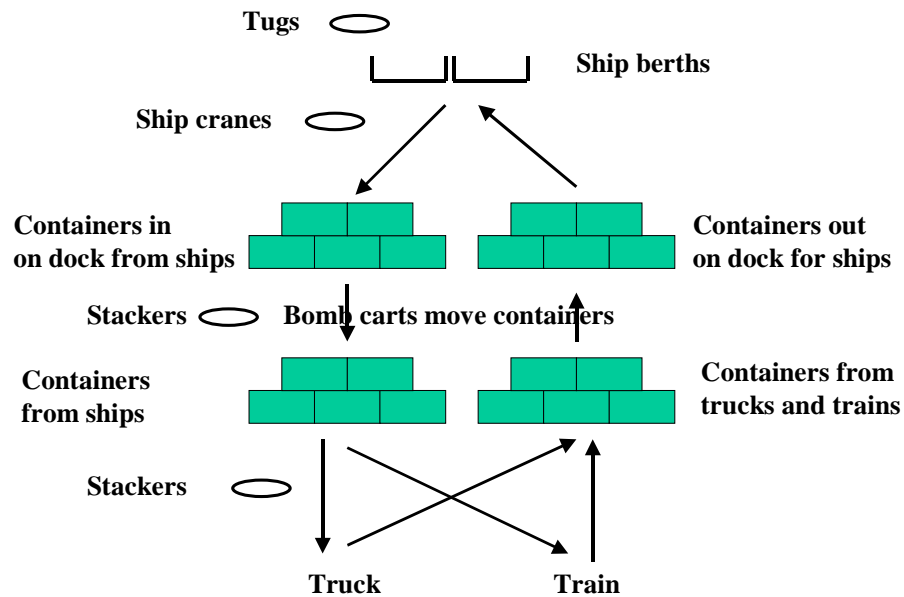 Tugs
Ship berths
Ship cranes
Containers in
on dock from ships
Containers out
on dock for ships
Stackers
Bomb carts move containers
Containers
from ships
Containers from
trucks and trains
Stackers
Truck
Train